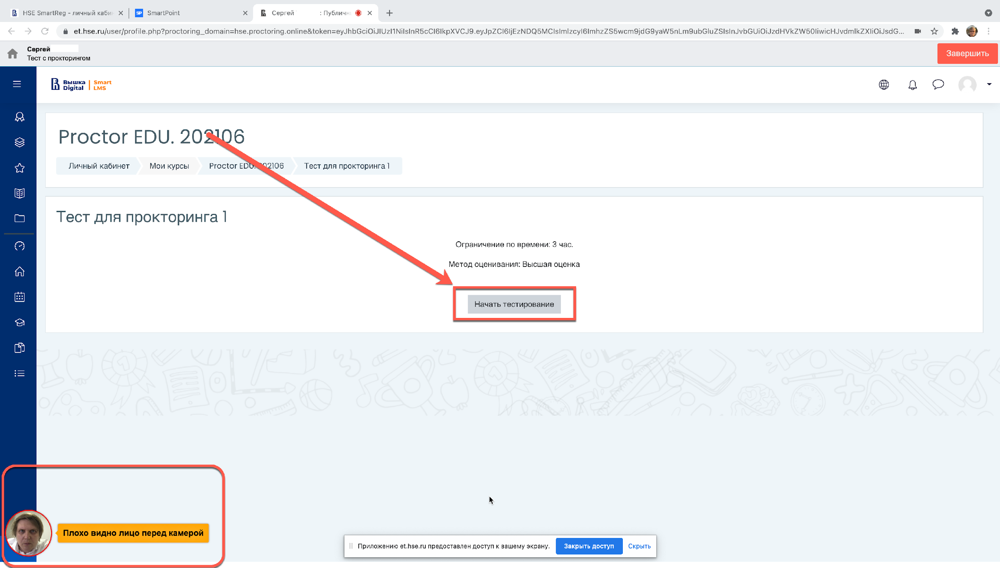 HSE SmartReg - личный каби
SmartPoint
Сергей
: Публичн
et.hse.ru/user/profile.php?proctoring_domain=hse.proctoring.online&token=eyJhbGciOiJIUzI1NiIsInR5cCI6IkpXVCJ9.eyJpZCI6IjEzNDQ5MCIsImlzcyI6ImhzZS5wcm9jdG9yaW5nLm9ubGluZSIsInJvbGUiOiJzdHVkZW50IiwicHJvdmlkZXIiOiJsdG...
Сергей
Тест с прокторингом
Завершить
Вышка Digital
Smart LMS
Proctor EDU. 202106
Личный кабинет
Мои курсы
Proctor EDU. 202106
Тест для прокторинга 1
Тест для прокторинга 1
Ограничение по времени: 3 час.
Метод оценивания: Высшая оценка
Начать тестирование
Плохо видно лицо перед камерой
Приложению et.hse.ru предоставлен доступ к вашему экрану.
Закрыть доступ
Скрыть